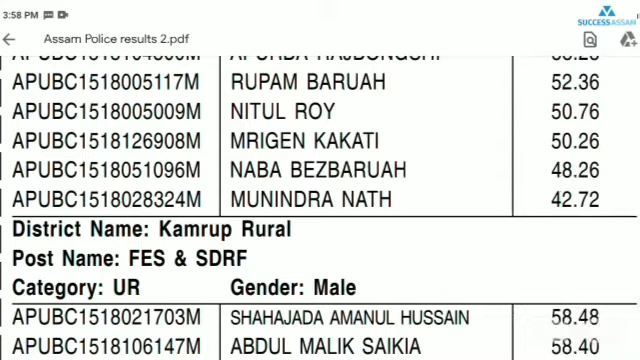 3:58 PM
SUCCESS ASSAM
Assam Police results 2.pdf
APUBC1518005117M RUPAM BARUAH 52.36
APUBC1518005009M NITUL ROY 50.76
APUBC1518126908M MRIGEN KAKATI 50.26
APUBC1518051096M NABA BEZBARUAH 48.26
APUBC1518028324M MUNINDRA NATH 42.72
District Name: Kamrup Rural
Post Name: FES & SDRF
Category: UR Gender: Male
APUBC1518021703M SHAHAJADA AMANUL HUSSAIN 58.48
APUBC1518106147M ABDUL MALIK SAIKIA 58.40